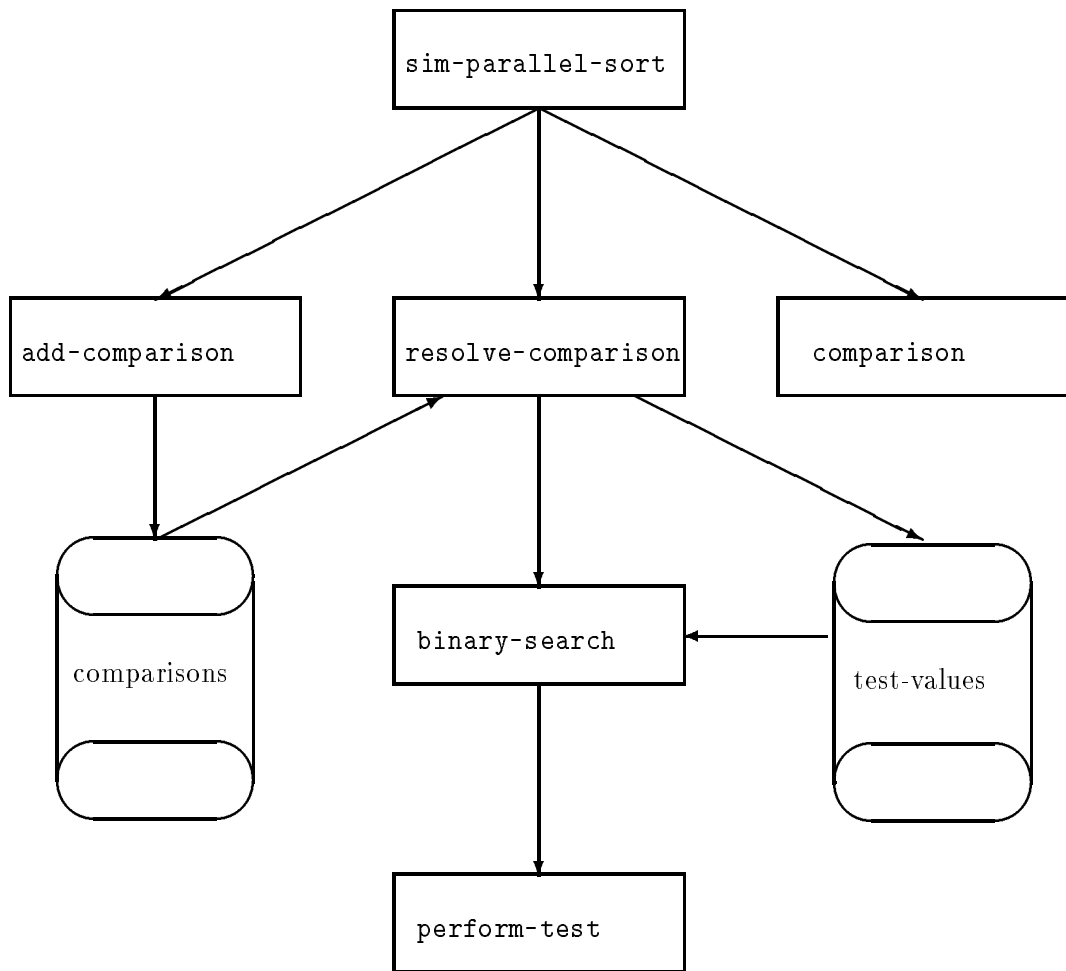 sim-parallel-sort
add-comparison
resolve-comparison
comparison
comparisons
binary-search
test-values
perform-test